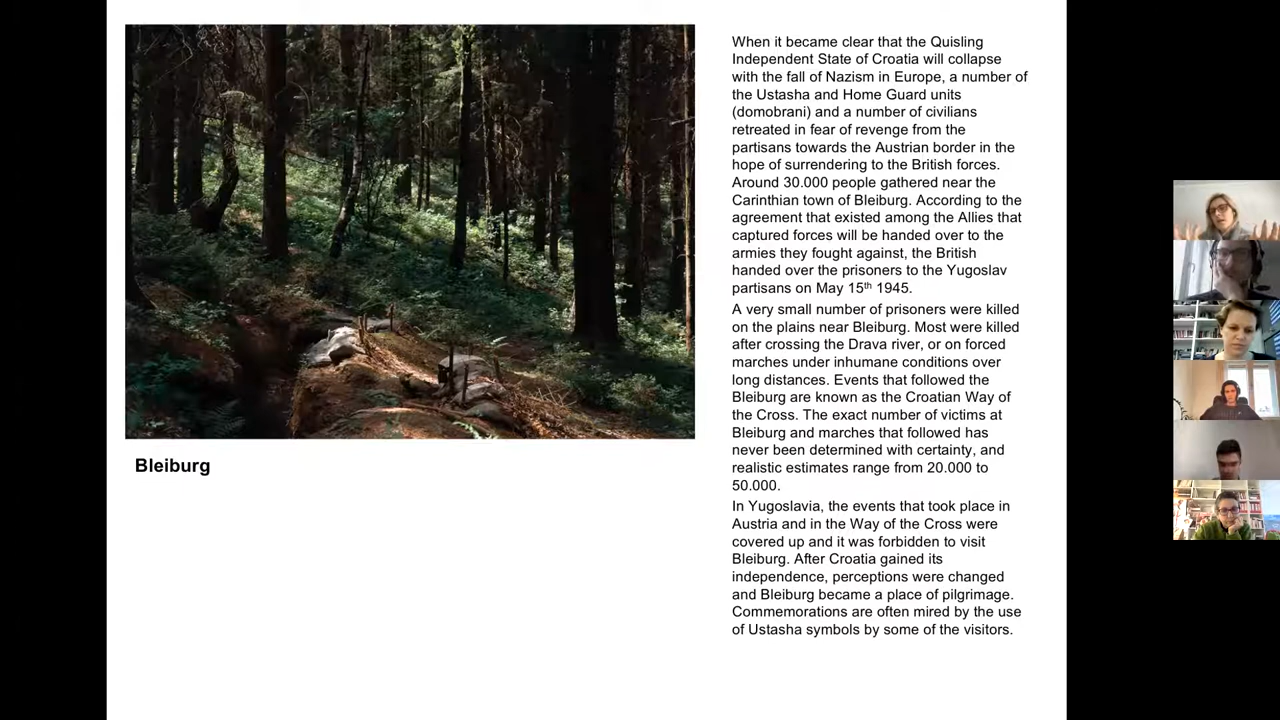 Bleiburg
When it became clear that the Quisling
Independent State of Croatia will collapse
with the fall of Nazism in Europe, a number of
the Ustasha and Home Guard units
(domobrani) and a number of civilians
retreated in fear of revenge from the
partisans towards the Austrian border in the
hope of surrendering to the British forces.
Around 30.000 people gathered near the
Carinthian town of Bleiburg. According to the
agreement that existed among the Allies that
captured forces will be handed over to the
armies they fought against, the British
handed over the prisoners to the Yugoslav
partisans on May 15th 1945.
A very small number of prisoners were killed
on the plains near Bleiburg. Most were killed
after crossing the Drava river, or on forced
marches under inhumane conditions over
long distances. Events that followed the
Bleiburg are known as the Croatian Way of
the Cross. The exact number of victims at
Bleiburg and marches that followed has
never been determined with certainty, and
realistic estimates range from 20.000 to
50.000.
In Yugoslavia, the events that took place in
Austria and in the Way of the Cross were
covered up and it was forbidden to visit
Bleiburg. After Croatia gained its
independence, perceptions were changed
and Bleiburg became a place of pilgrimage.
Commemorations are often mired by the use
of Ustasha symbols by some of the visitors.